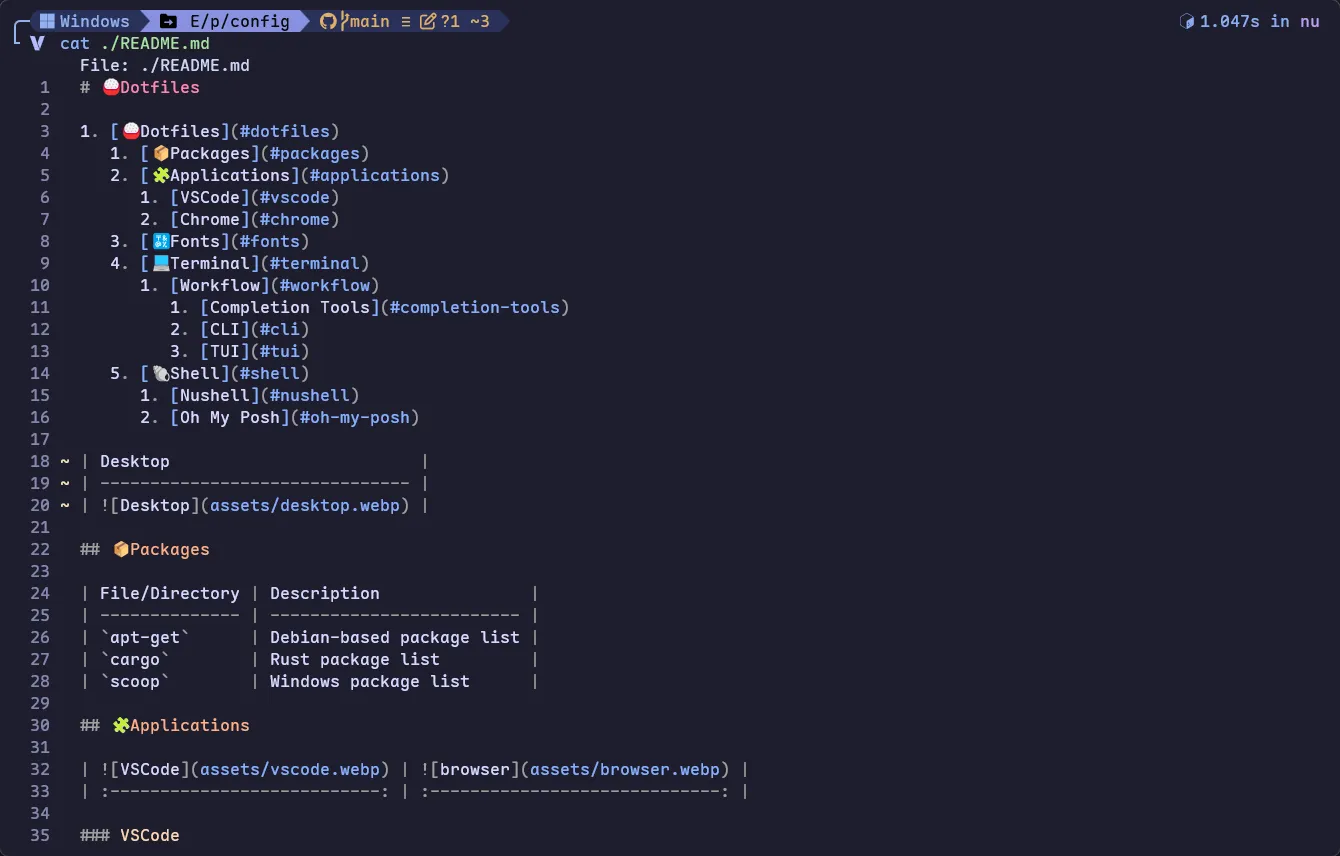 Windows E/p/config main ≡ ?1 ~3 1.047s in nu
V cat ./README.md
File: ./README.md
1 # 🍚Dotfiles
2
3 1. [🍚Dotfiles](#dotfiles)
4 1. [📦Packages](#packages)
5 2. [🧩Applications](#applications)
6 1. [VSCode](#vscode)
7 2. [Chrome](#chrome)
8 3. [🔣Fonts](#fonts)
9 4. [💻Terminal](#terminal)
10 1. [Workflow](#workflow)
11 1. [Completion Tools](#completion-tools)
12 2. [CLI](#cli)
13 3. [TUI](#tui)
14 5. [🐚Shell](#shell)
15 1. [Nushell](#nushell)
16 2. [Oh My Posh](#oh-my-posh)
17
18 ~ | Desktop |
19 ~ | ------------------------------- |
20 ~ | ![Desktop](assets/desktop.webp) |
21
22 ## 📦Packages
23
24 | File/Directory | Description |
25 | -------------- | ------------------------- |
26 | `apt-get` | Debian-based package list |
27 | `cargo` | Rust package list |
28 | `scoop` | Windows package list |
29
30 ## 🧩Applications
31
32 | ![VSCode](assets/vscode.webp) | ![browser](assets/browser.webp) |
33 | :---------------------------: | :-----------------------------: |
34
35 ### VSCode